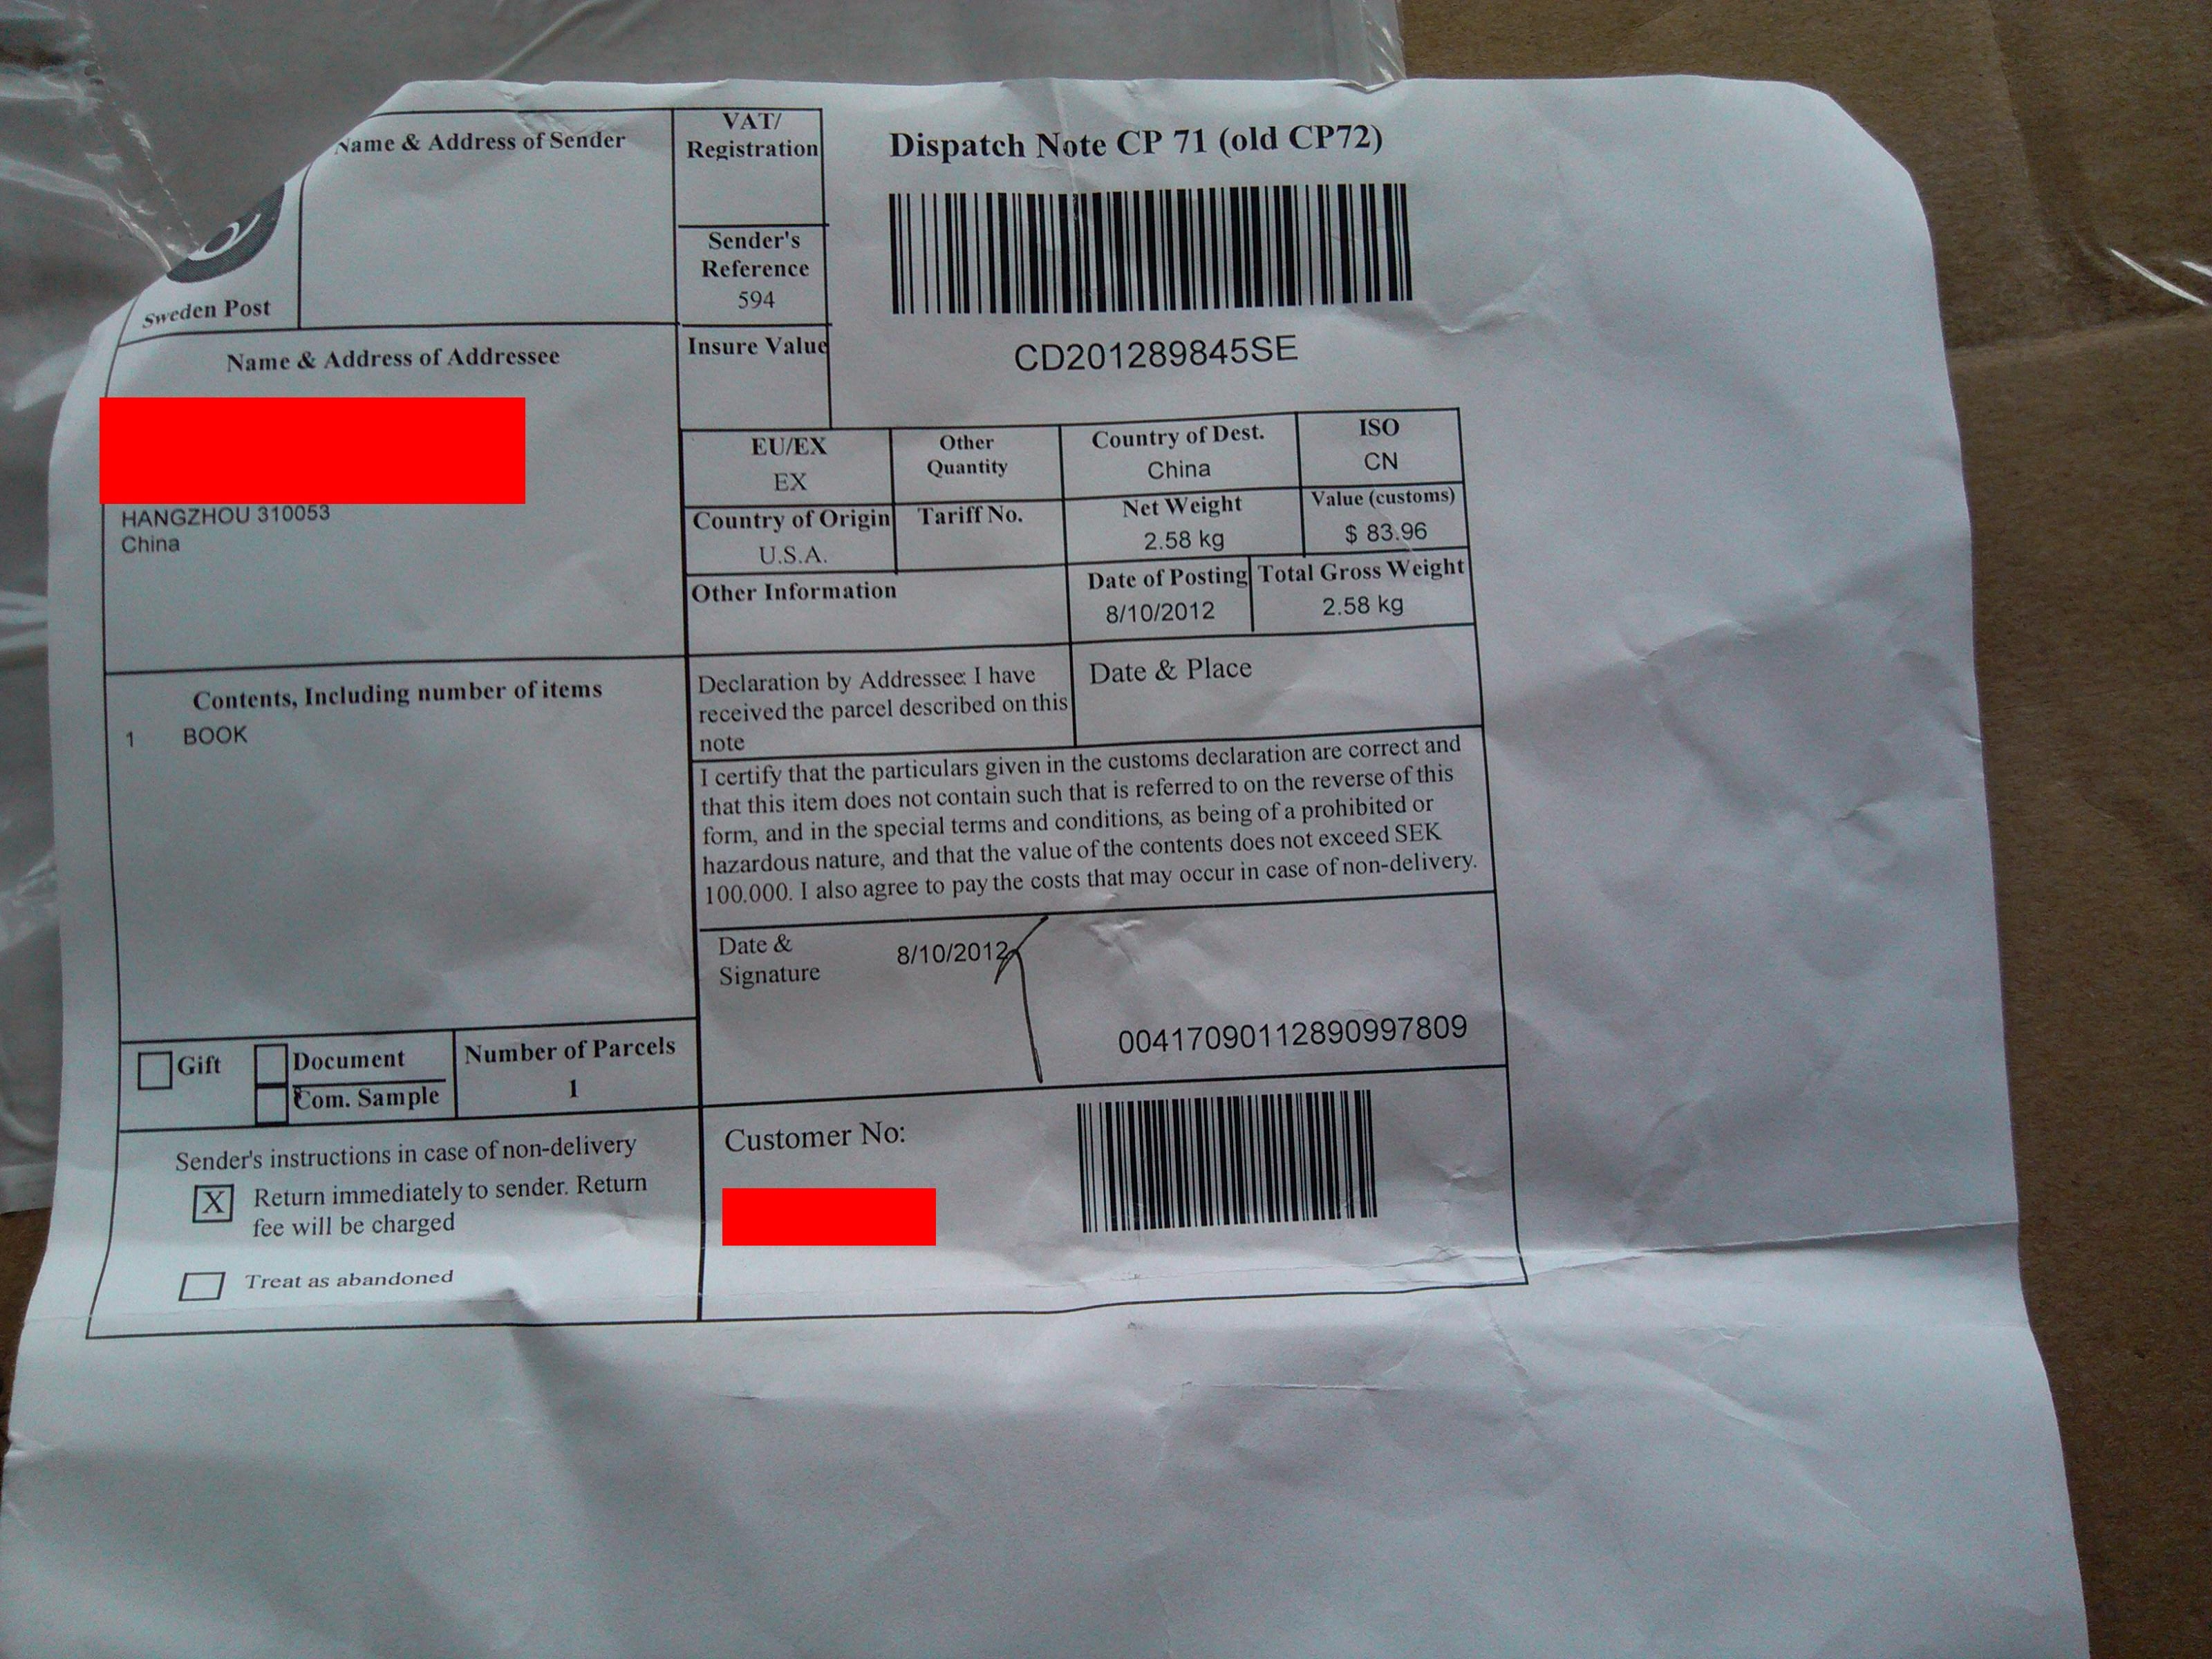 Name & Address of Sender
Sweden Post
VAT/
Registration
Sender's
Reference
594
Insure Value
Dispatch Note CP 71 (old CP72)
CD201289845SE
Name & Address of Addressee
HANGZHOU 310053
China
EU/EX
EX
Other
Quantity
Country of Dest.
China
ISO
CN
Country of Origin
U.S.A.
Tariff No.
Net Weight
2.58 kg
Value (customs)
$ 83.96
Other Information
Date of Posting
8/10/2012
Total Gross Weight
2.58 kg
Contents, Including number of items
1 BOOK
Declaration by Addressee: I have
received the parcel described on this
note
Date & Place
I certify that the particulars given in the customs declaration are correct and
that this item does not contain such that is referred to on the reverse of this
form, and in the special terms and conditions, as being of a prohibited or
hazardous nature, and that the value of the contents does not exceed SEK
100.000. I also agree to pay the costs that may occur in case of non-delivery.
Date &
Signature
8/10/2012
00417090112890997809
Gift
Document
Com. Sample
Number of Parcels
1
Sender's instructions in case of non-delivery
X Return immediately to sender. Return
fee will be charged
Treat as abandoned
Customer No: